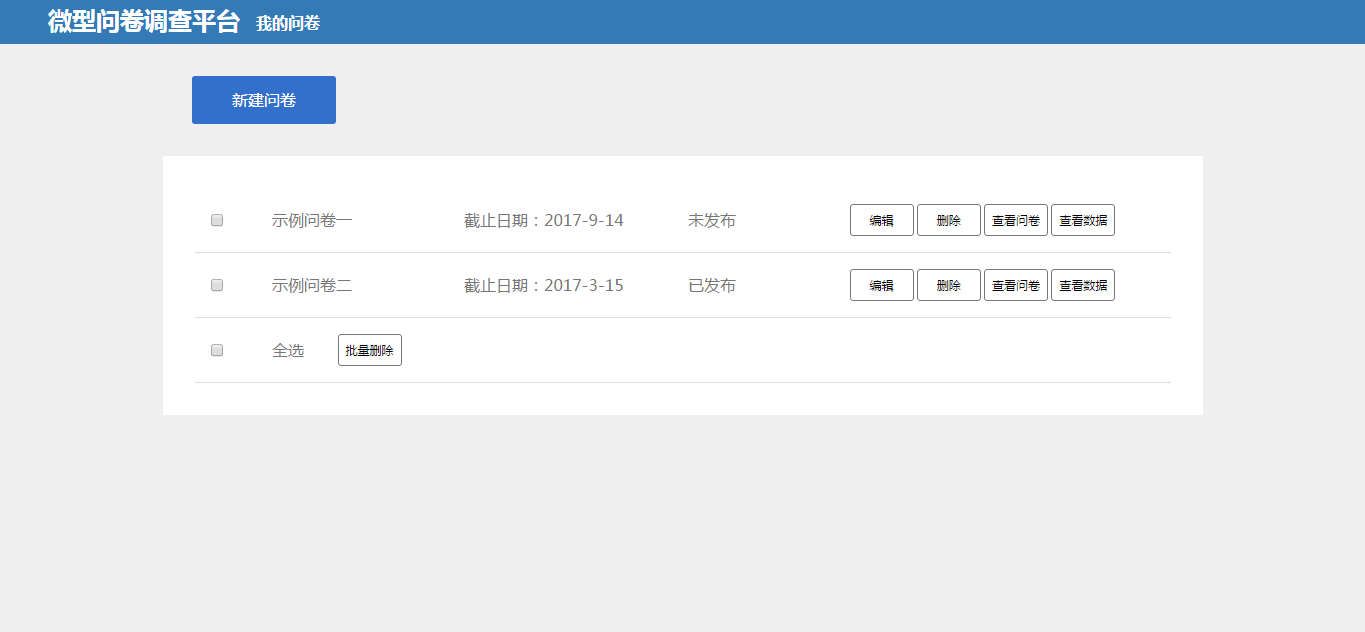 微型问卷调查平台 我的问卷
新建问卷
示例问卷一 截止日期：2017-9-14 未发布 编辑 删除 查看问卷 查看数据
示例问卷二 截止日期：2017-3-15 已发布 编辑 删除 查看问卷 查看数据
全选 批量删除